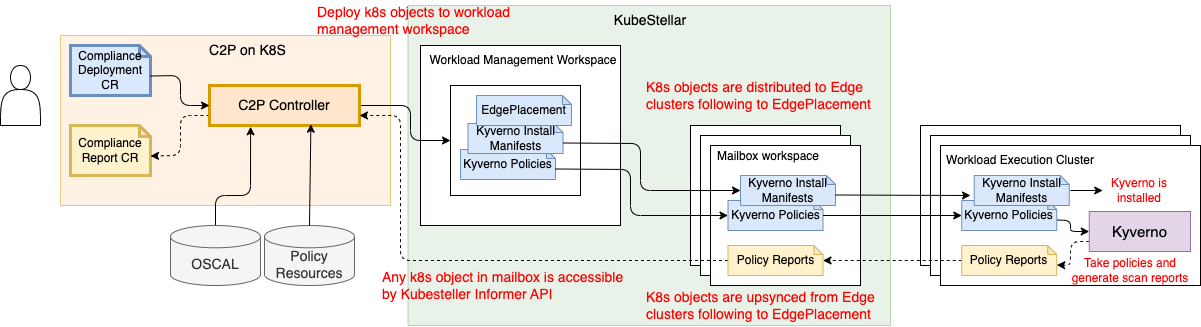 Deploy k8s objects to workload
management workspace
KubeStellar
C2P on K8S
Compliance
Deployment
CR
C2P Controller
Compliance
Report CR
OSCAL
Policy
Resources
Workload Management Workspace
EdgePlacement
Kyverno Install
Manifests
Kyverno Policies
K8s objects are distributed to Edge
clusters following to EdgePlacement
Mailbox workspace
Kyverno Install
Manifests
Kyverno Policies
Policy Reports
Any k8s object in mailbox is accessible
by Kubesteller Informer API
K8s objects are upsynced from Edge
clusters following to EdgePlacement
Workload Execution Cluster
Kyverno Install
Manifests
Kyverno Policies
Policy Reports
Kyverno is
installed
Kyverno
Take policies and
generate scan reports